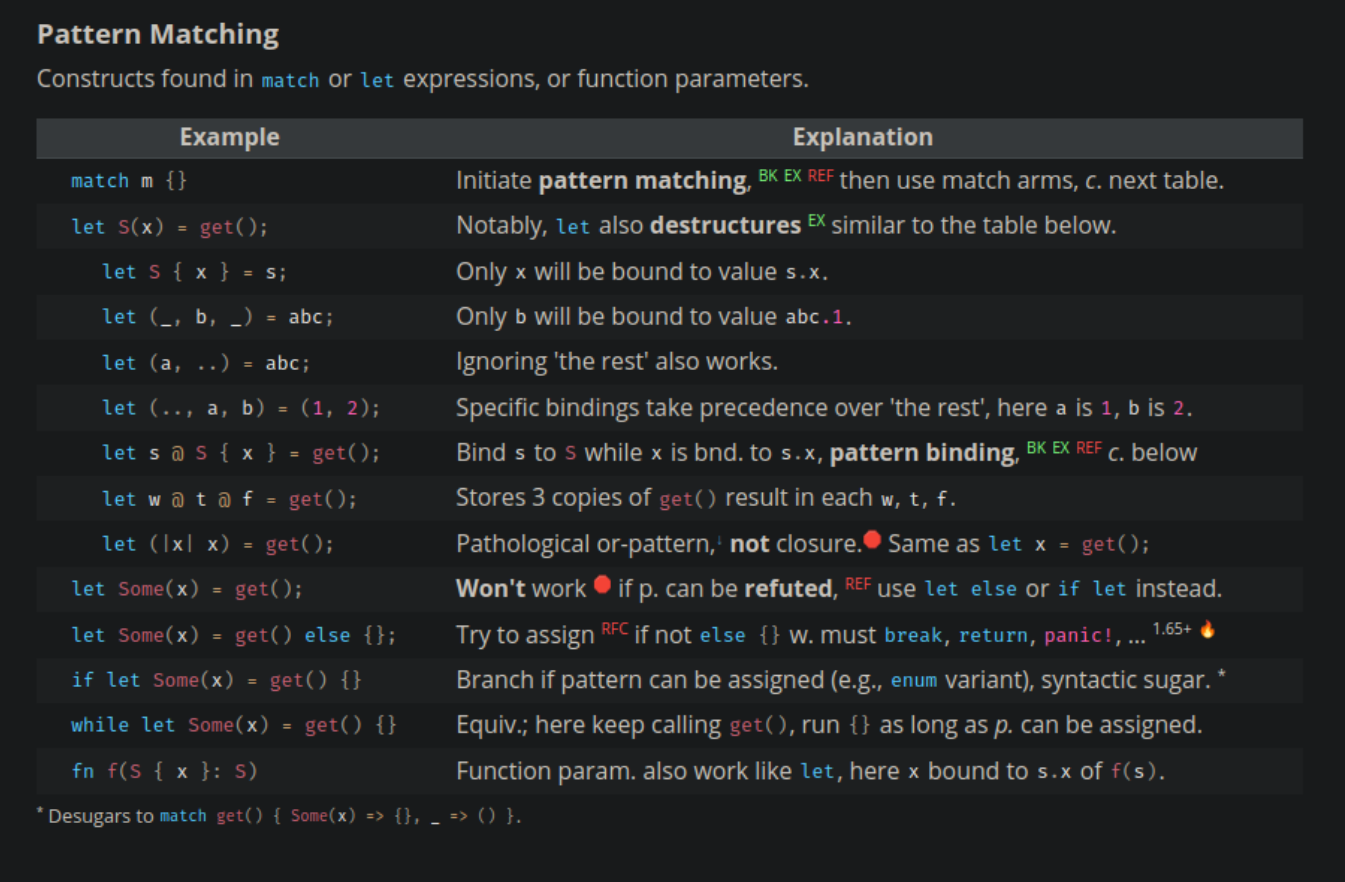 Pattern Matching
Constructs found in match or let expressions, or function parameters.
Example Explanation
match m {} Initiate pattern matching, BK EX REF then use match arms, c. next table.
let S(x) = get(); Notably, let also destructures EX similar to the table below.
let S { x } = s; Only x will be bound to value s.x.
let (_, b, _) = abc; Only b will be bound to value abc.1.
let (a, ..) = abc; Ignoring 'the rest' also works.
let (.., a, b) = (1, 2); Specific bindings take precedence over 'the rest', here a is 1, b is 2.
let s @ S { x } = get(); Bind s to S while x is bnd. to s.x, pattern binding, BK EX REF c. below
let w @ t @ f = get(); Stores 3 copies of get() result in each w, t, f.
let (|x| x) = get(); Pathological or-pattern,↓ not closure.🛑 Same as let x = get();
let Some(x) = get(); Won't work 🛑 if p. can be refuted, REF use let else or if let instead.
let Some(x) = get() else {}; Try to assign RFC if not else {} w. must break, return, panic!, … 1.65+ 🔥
if let Some(x) = get() {} Branch if pattern can be assigned (e.g., enum variant), syntactic sugar. *
while let Some(x) = get() {} Equiv.; here keep calling get(), run {} as long as p. can be assigned.
fn f(S { x }: S) Function param. also work like let, here x bound to s.x of f(s).
* Desugars to match get() { Some(x) => {}, _ => () }.